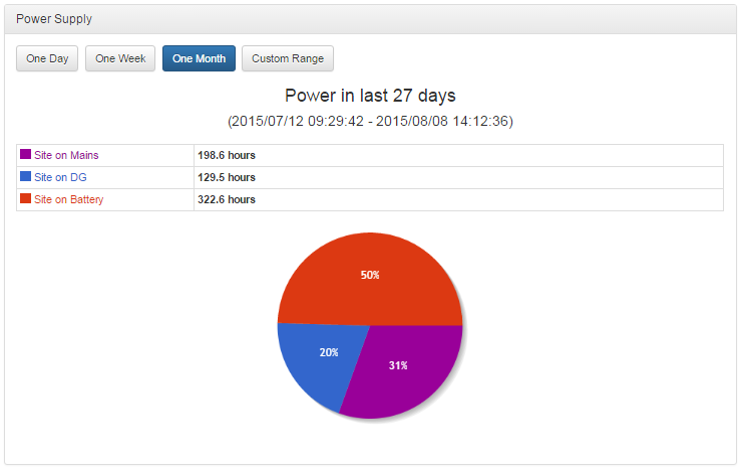 Power Supply
One Day One Week One Month Custom Range
Power in last 27 days
(2015/07/12 09:29:42 - 2015/08/08 14:12:36)
Site on Mains 198.6 hours
Site on DG 129.5 hours
Site on Battery 322.6 hours
50%
20%
31%